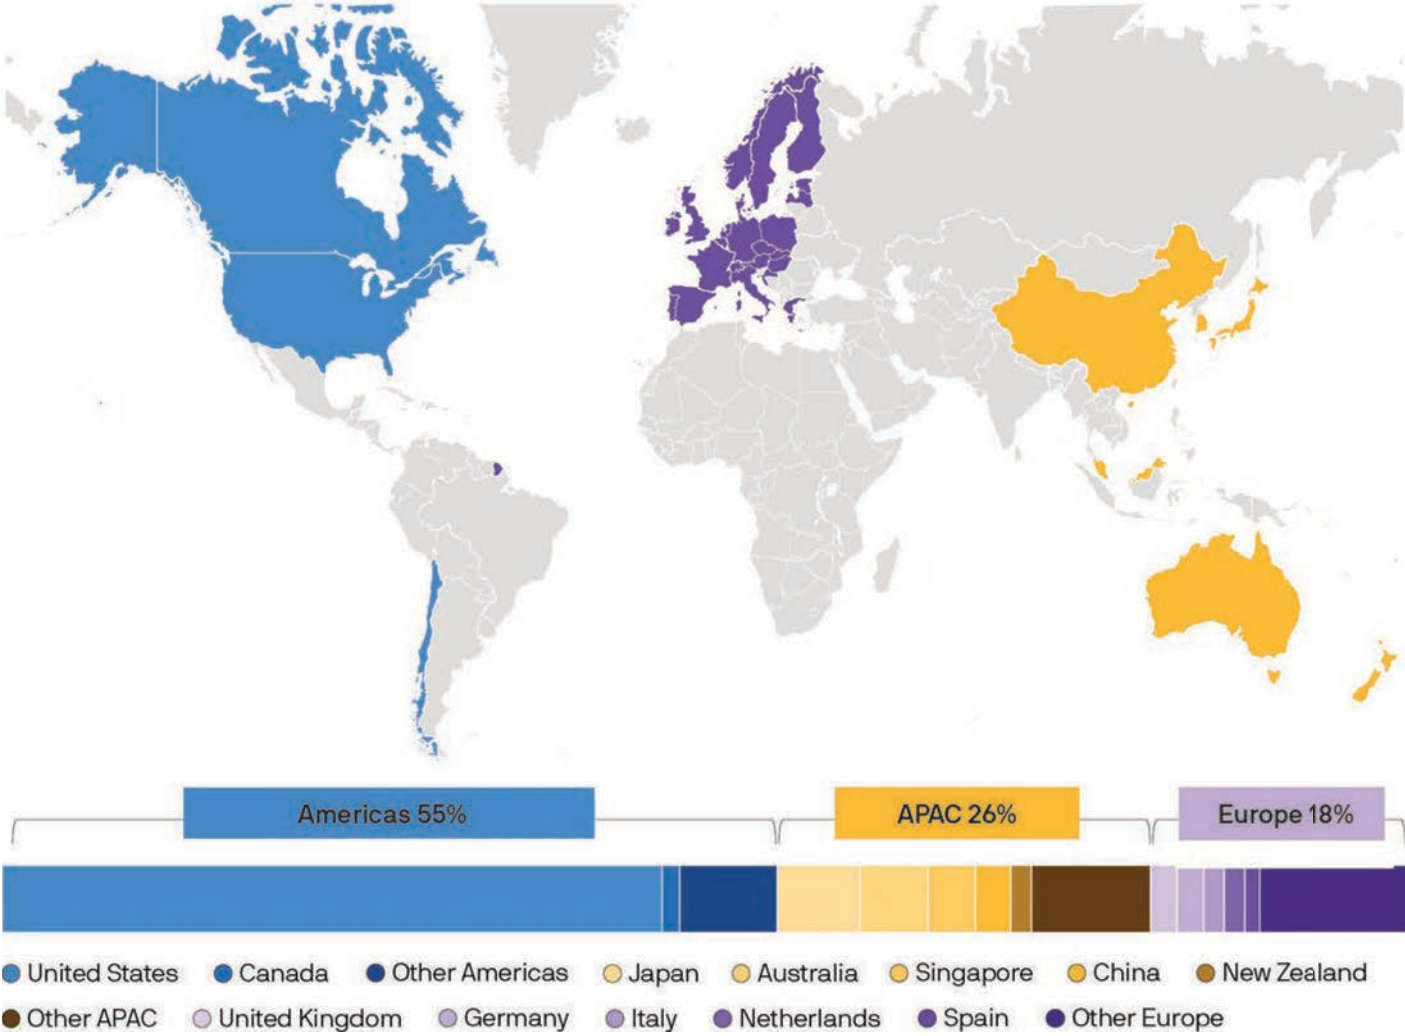 Americas 55% APAC 26% Europe 18%
United States Canada Other Americas Japan Australia Singapore China New Zealand
Other APAC United Kingdom Germany Italy Netherlands Spain Other Europe